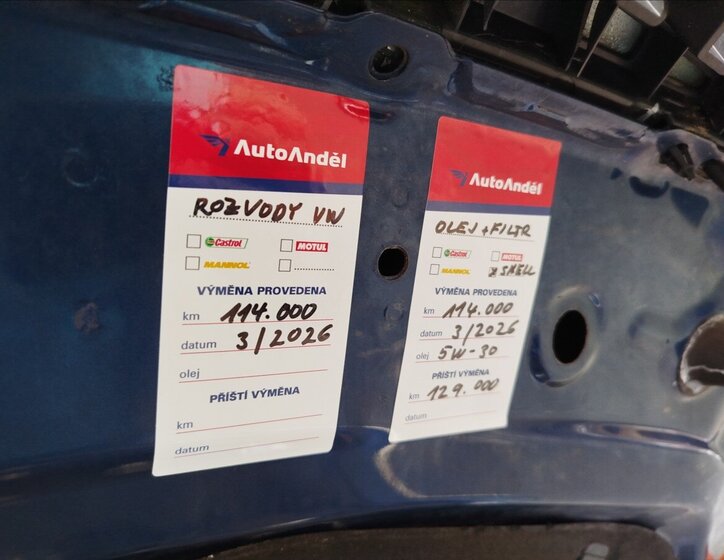 AutoAnděl
ROZVODY VW
Castrol MOTUL
MANNOL ..............
VÝMĚNA PROVEDENA
km 114.000
datum 3/2026
olej
PŘÍŠTÍ VÝMĚNA
km
datum
AutoAnděl
OLEJ + FILTR
Castrol MOTUL
MANNOL x SHELL
VÝMĚNA PROVEDENA
km 114.000
datum 3/2026
olej 5W-30
PŘÍŠTÍ VÝMĚNA
km 129.000
datum